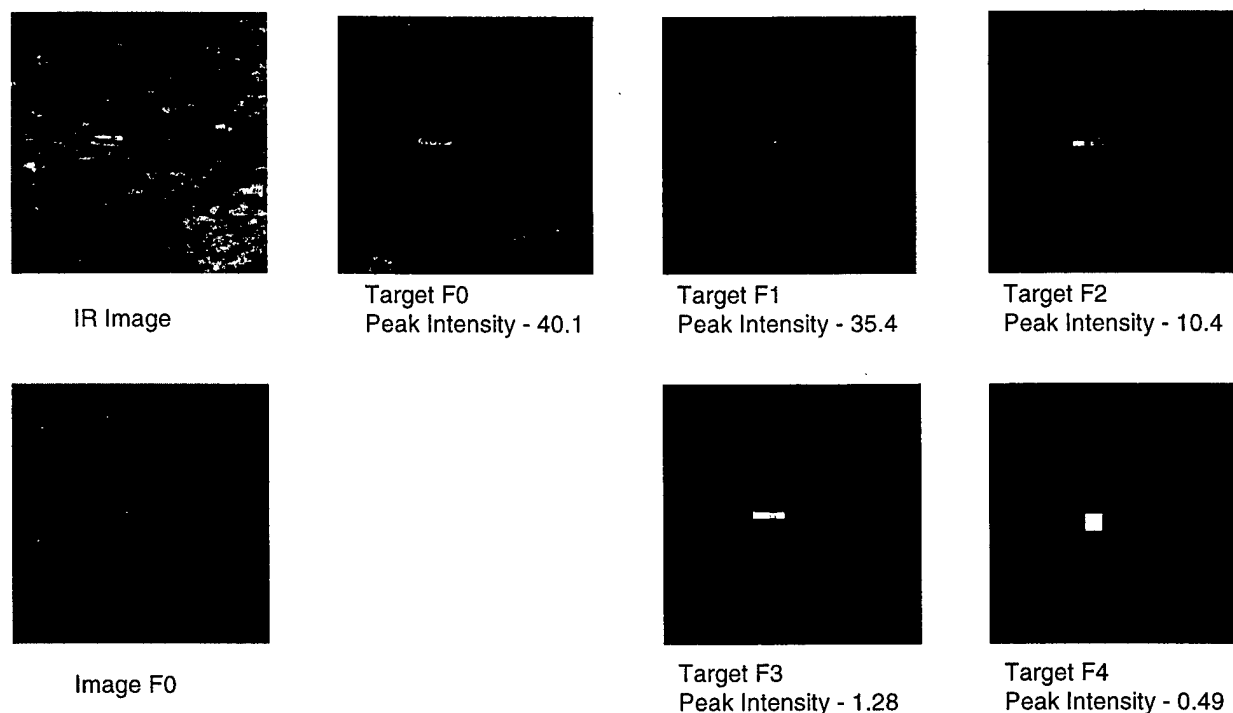 IR Image
Target F0
Peak Intensity - 40.1
Target F1
Peak Intensity - 35.4
Target F2
Peak Intensity - 10.4
Image F0
Target F3
Peak Intensity - 1.28
Target F4
Peak Intensity - 0.49